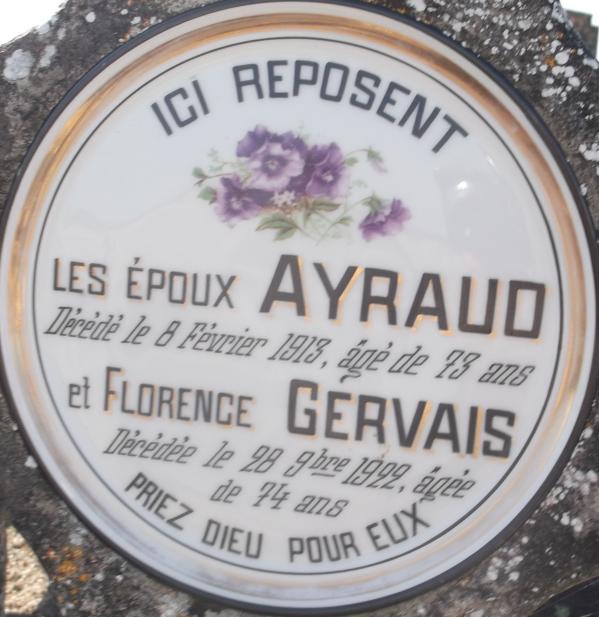 ICI REPOSENT
LES ÉPOUX AYRAUD
Décédé le 8 Février 1913, âgé de 73 ans
et FLORENCE GERVAIS
Décédée le 28 9bre 1922, âgée
de 74 ans
PRIEZ DIEU POUR EUX